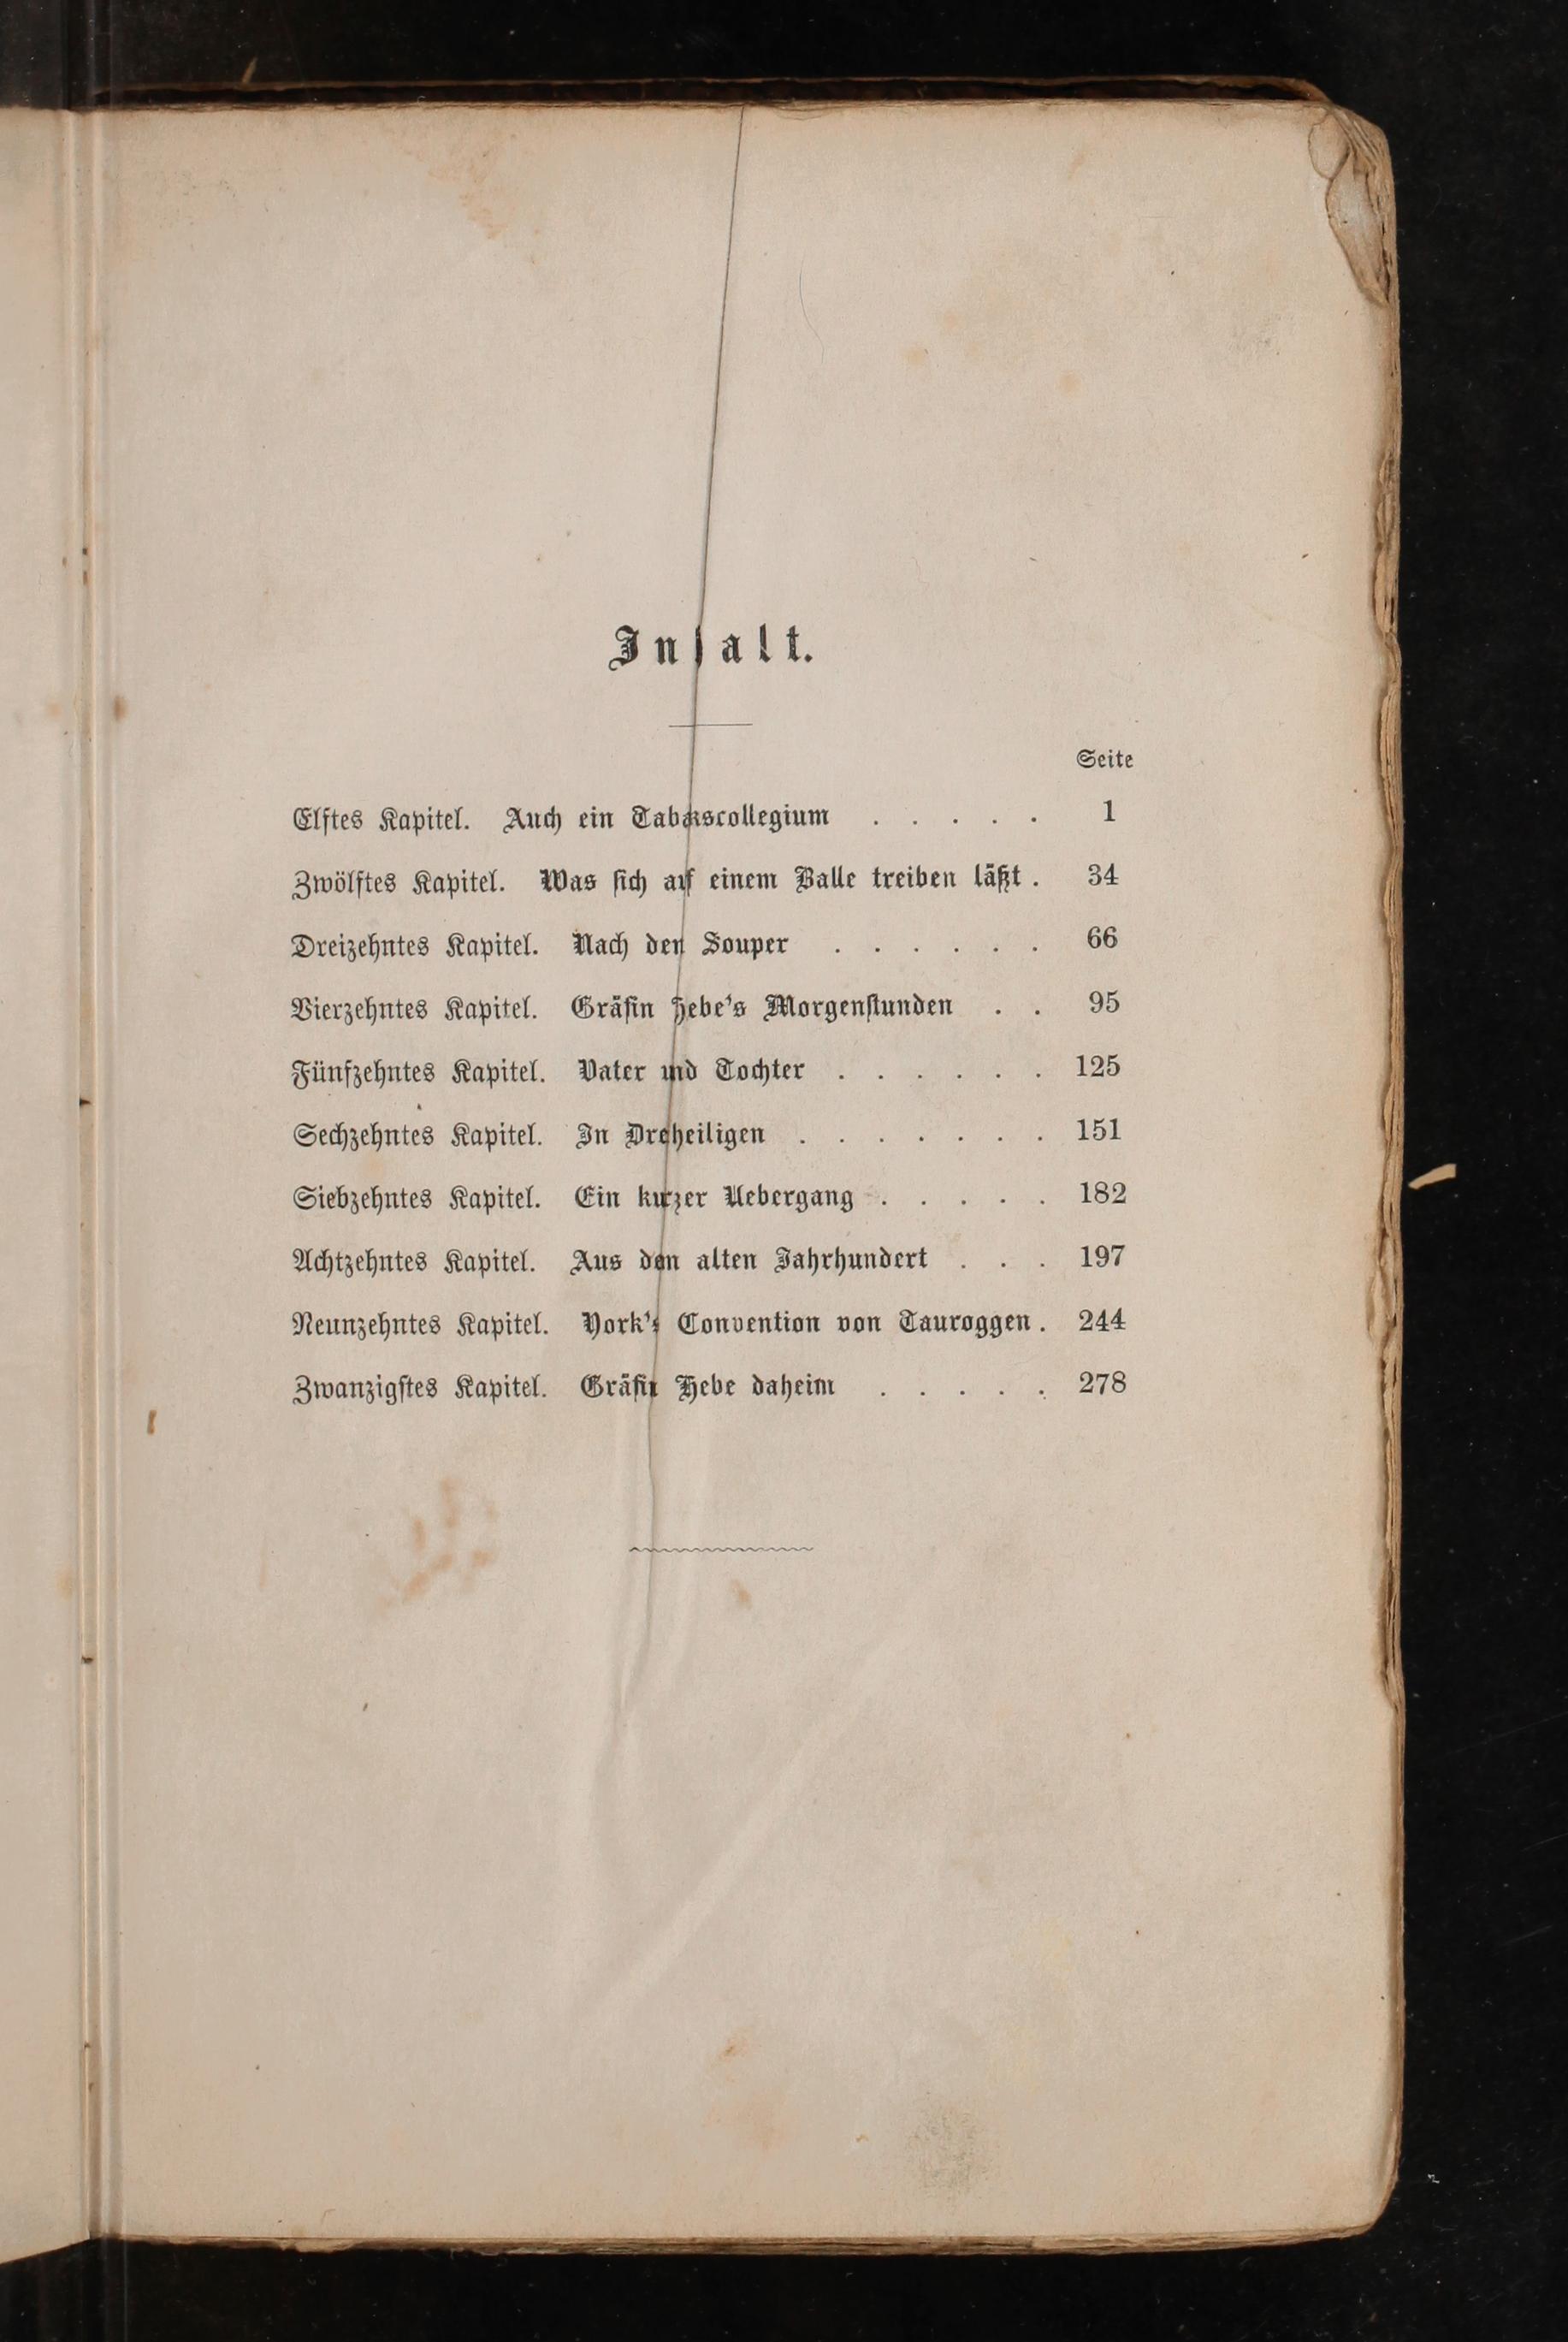 Inhalt.
Seite
Elftes Kapitel. Auch ein Tabakscollegium . . . . . 1
Zwölftes Kapitel. Was sich auf einem Balle treiben läßt . 34
Dreizehntes Kapitel. Nach dem Souper . . . . . . 66
Vierzehntes Kapitel. Gräfin Hebe's Morgenstunden . . 95
Fünfzehntes Kapitel. Vater und Tochter . . . . . . 125
Sechzehntes Kapitel. In Dreiheiligen . . . . . . . 151
Siebzehntes Kapitel. Ein kurzer Uebergang . . . . . 182
Achtzehntes Kapitel. Aus dem alten Jahrhundert . . . 197
Neunzehntes Kapitel. York's Convention von Tauroggen . 244
Zwanzigstes Kapitel. Gräfin Hebe daheim . . . . . 278